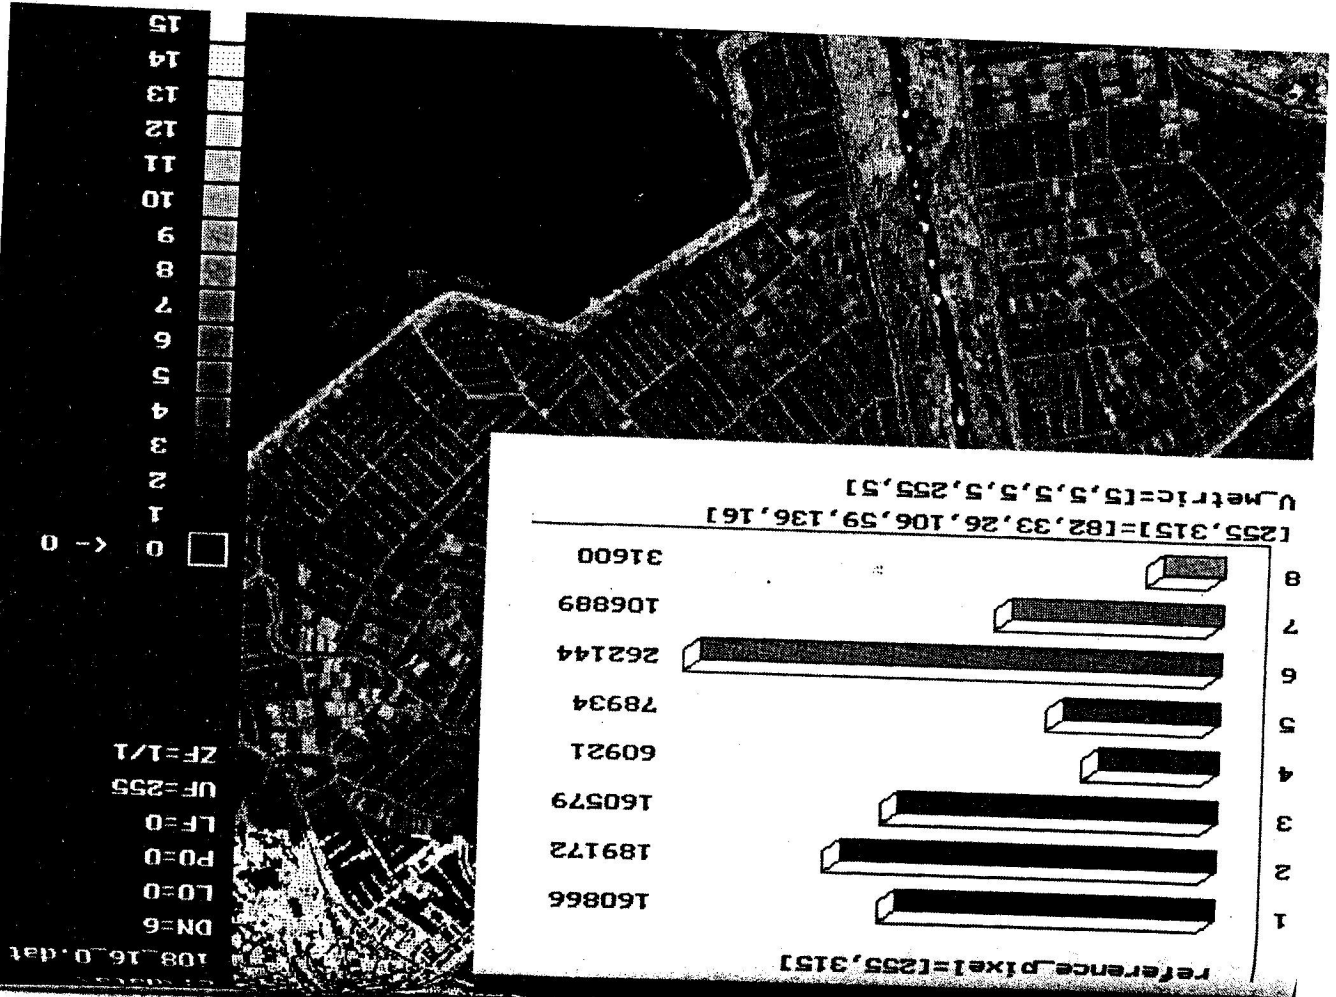 reference_pixel=[255,315]
1 160866
2 189172
3 160579
4 60921
5 78934
6 262144
7 106889
8 31600
[255,315]=[82,33,26,106,59,136,16]
V_metric=[5,5,5,5,5,255,5]
108_16_0.dat
DN=6
LO=0
PO=0
LF=0
UF=255
ZF=1/1
0 <- 0
1
2
3
4
5
6
7
8
9
10
11
12
13
14
15